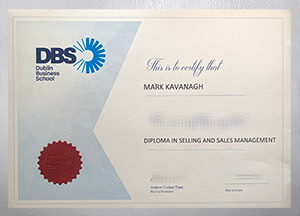 DBS
Dublin
Business
School
This is to certify that
MARK KAVANAGH
DIPLOMA IN SELLING AND SALES MANAGEMENT